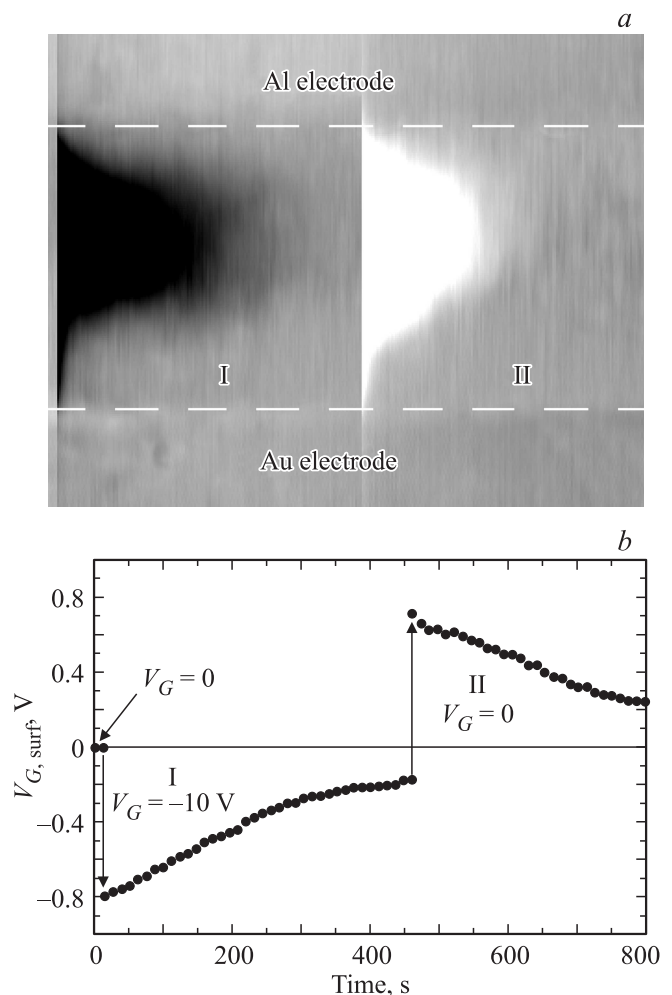 a
Al electrode
I
II
Au electrode
b
V_G, surf, V
0.8
0.4
0
−0.4
−0.8
V_G = 0
I
V_G = −10 V
II
V_G = 0
0 200 400 600 800
Time, s